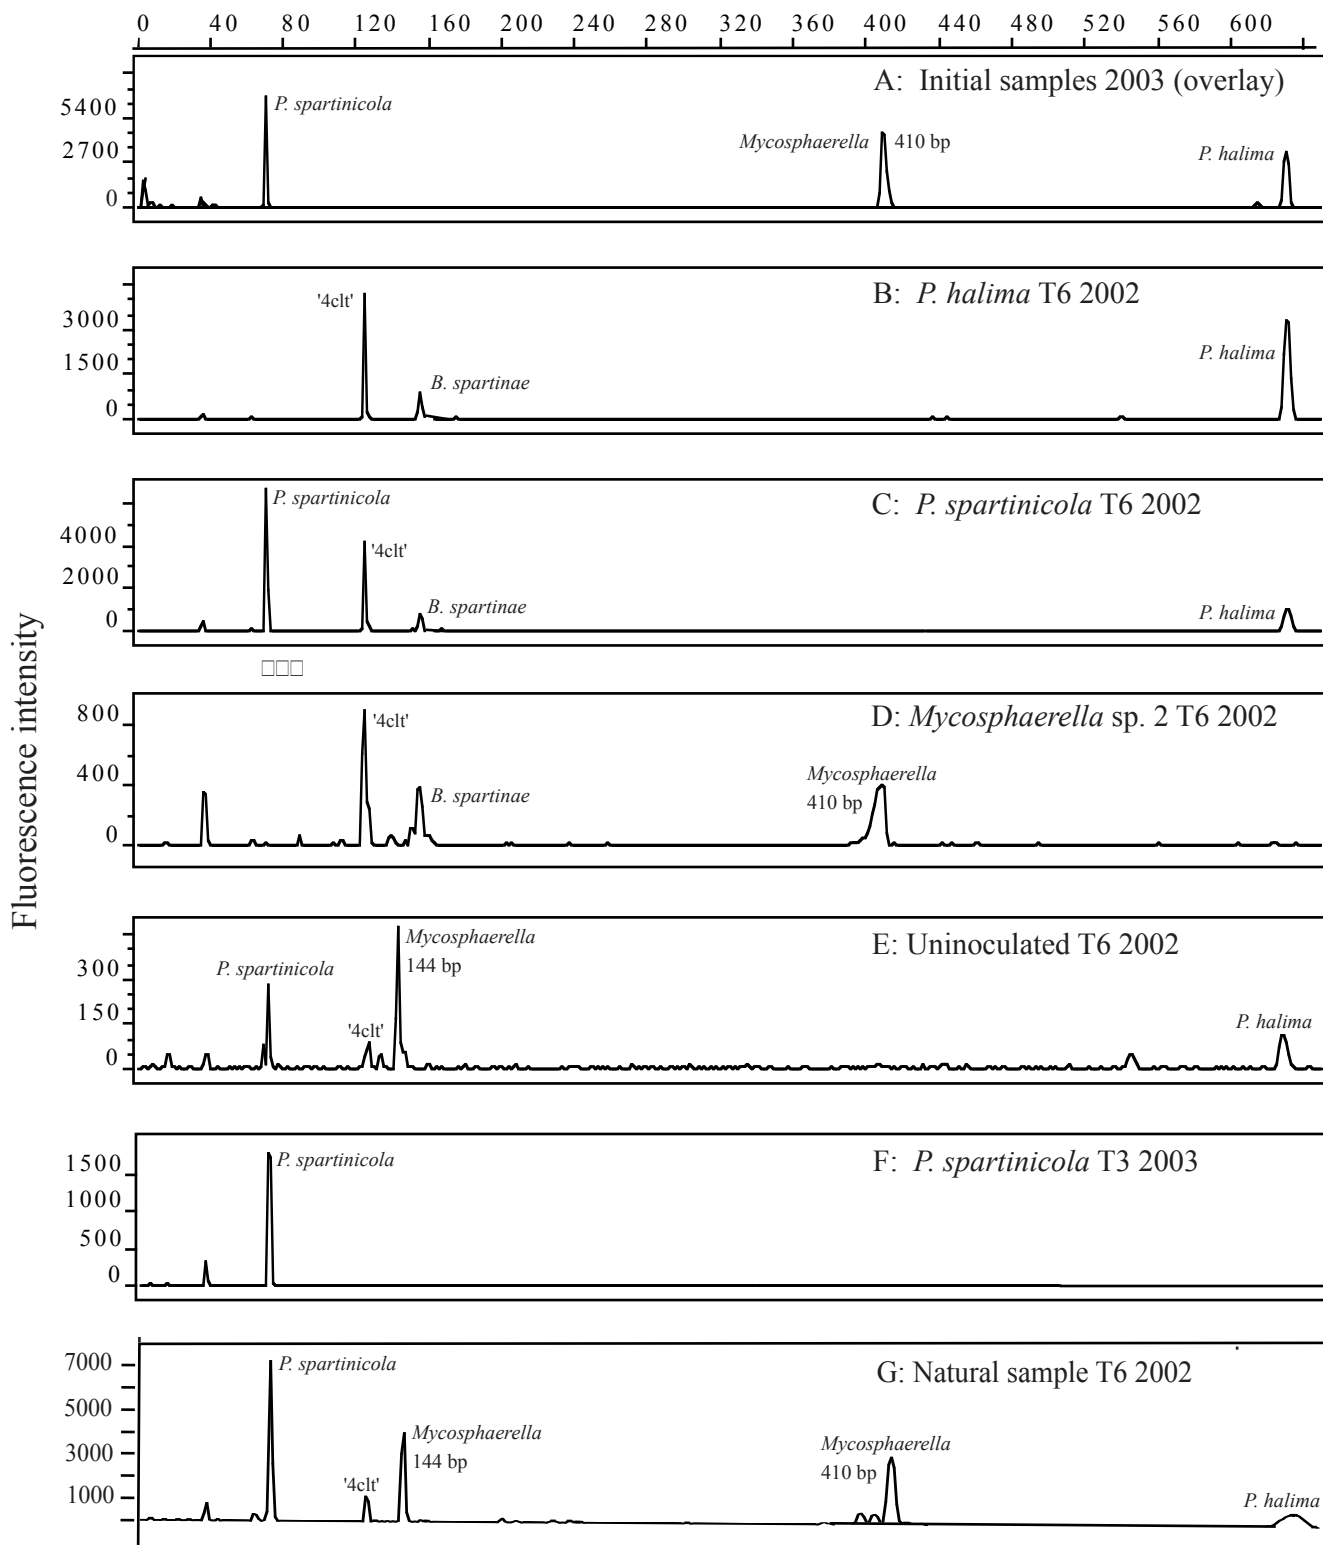 0 40 80 120 160 200 240 280 320 360 400 440 480 520 560 600
A: Initial samples 2003 (overlay)
5400
2700
0
P. spartinicola
Mycosphaerella 410 bp
P. halima
B: P. halima T6 2002
3000
1500
0
'4clt'
B. spartinae
P. halima
C: P. spartinicola T6 2002
4000
2000
0
P. spartinicola
'4clt'
B. spartinae
P. halima
Fluorescence intensity
D: Mycosphaerella sp. 2 T6 2002
800
400
0
'4clt'
B. spartinae
Mycosphaerella
410 bp
E: Uninoculated T6 2002
300
150
0
P. spartinicola
'4clt'
Mycosphaerella
144 bp
P. halima
F: P. spartinicola T3 2003
1500
1000
500
0
P. spartinicola
G: Natural sample T6 2002
7000
5000
3000
1000
P. spartinicola
'4clt'
Mycosphaerella
144 bp
Mycosphaerella
410 bp
P. halima